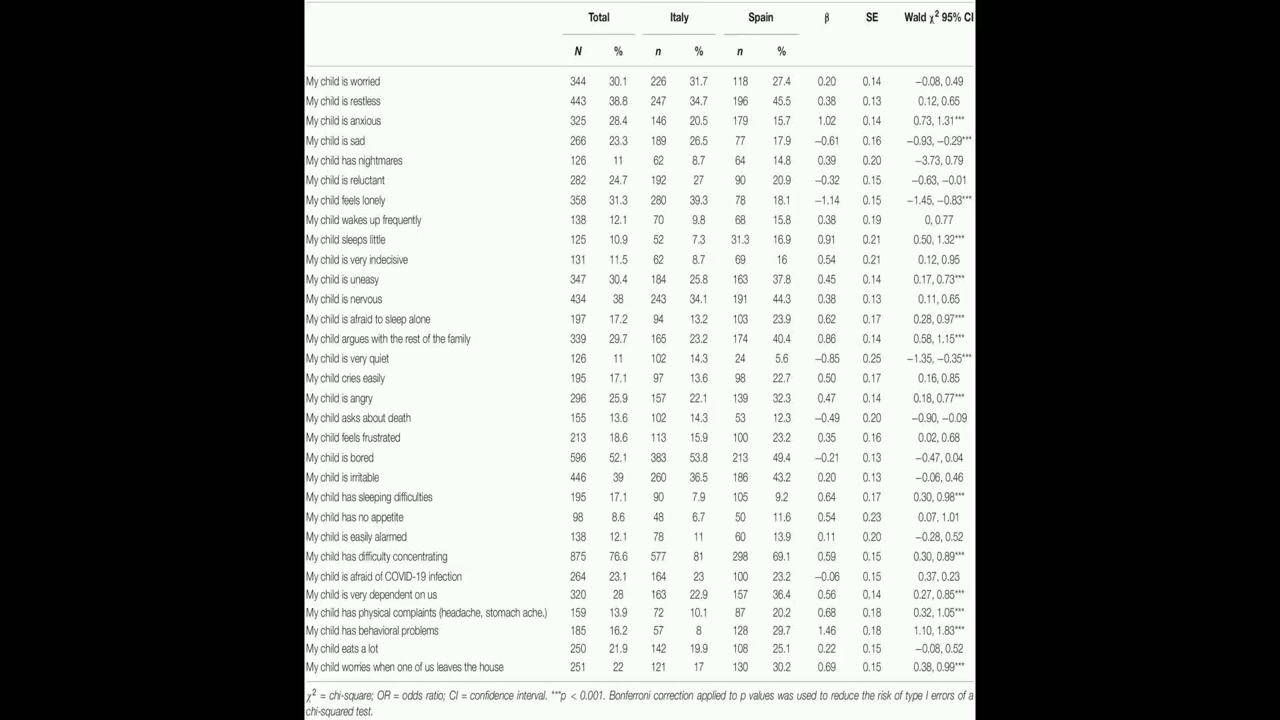 Total Italy Spain β SE Wald χ² 95% CI
N % n % n %
My child is worried 344 30.1 226 31.7 118 27.4 0.20 0.14 −0.08, 0.49
My child is restless 443 38.8 247 34.7 196 45.5 0.38 0.13 0.12, 0.65
My child is anxious 325 28.4 146 20.5 179 15.7 1.02 0.14 0.73, 1.31***
My child is sad 266 23.3 189 26.5 77 17.9 −0.61 0.16 −0.93, −0.29***
My child has nightmares 126 11 62 8.7 64 14.8 0.39 0.20 −3.73, 0.79
My child is reluctant 282 24.7 192 27 90 20.9 −0.32 0.15 −0.63, −0.01
My child feels lonely 358 31.3 280 39.3 78 18.1 −1.14 0.15 −1.45, −0.83***
My child wakes up frequently 138 12.1 70 9.8 68 15.8 0.38 0.19 0, 0.77
My child sleeps little 125 10.9 52 7.3 31.3 16.9 0.91 0.21 0.50, 1.32***
My child is very indecisive 131 11.5 62 8.7 69 16 0.54 0.21 0.12, 0.95
My child is uneasy 347 30.4 184 25.8 163 37.8 0.45 0.14 0.17, 0.73***
My child is nervous 434 38 243 34.1 191 44.3 0.38 0.13 0.11, 0.65
My child is afraid to sleep alone 197 17.2 94 13.2 103 23.9 0.62 0.17 0.28, 0.97***
My child argues with the rest of the family 339 29.7 165 23.2 174 40.4 0.86 0.14 0.58, 1.15***
My child is very quiet 126 11 102 14.3 24 5.6 −0.85 0.25 −1.35, −0.35***
My child cries easily 195 17.1 97 13.6 98 22.7 0.50 0.17 0.16, 0.85
My child is angry 296 25.9 157 22.1 139 32.3 0.47 0.14 0.18, 0.77***
My child asks about death 155 13.6 102 14.3 53 12.3 −0.49 0.20 −0.90, −0.09
My child feels frustrated 213 18.6 113 15.9 100 23.2 0.35 0.16 0.02, 0.68
My child is bored 596 52.1 383 53.8 213 49.4 −0.21 0.13 −0.47, 0.04
My child is irritable 446 39 260 36.5 186 43.2 0.20 0.13 −0.06, 0.46
My child has sleeping difficulties 195 17.1 90 7.9 105 9.2 0.64 0.17 0.30, 0.98***
My child has no appetite 98 8.6 48 6.7 50 11.6 0.54 0.23 0.07, 1.01
My child is easily alarmed 138 12.1 78 11 60 13.9 0.11 0.20 −0.28, 0.52
My child has difficulty concentrating 875 76.6 577 81 298 69.1 0.59 0.15 0.30, 0.89***
My child is afraid of COVID-19 infection 264 23.1 164 23 100 23.2 −0.06 0.15 0.37, 0.23
My child is very dependent on us 320 28 163 22.9 157 36.4 0.56 0.14 0.27, 0.85***
My child has physical complaints (headache, stomach ache.) 159 13.9 72 10.1 87 20.2 0.68 0.18 0.32, 1.05***
My child has behavioral problems 185 16.2 57 8 128 29.7 1.46 0.18 1.10, 1.83***
My child eats a lot 250 21.9 142 19.9 108 25.1 0.22 0.15 −0.08, 0.52
My child worries when one of us leaves the house 251 22 121 17 130 30.2 0.69 0.15 0.38, 0.99***
χ² = chi-square; OR = odds ratio; CI = confidence interval. ***p < 0.001. Bonferroni correction applied to p values was used to reduce the risk of type I errors of a
chi-squared test.